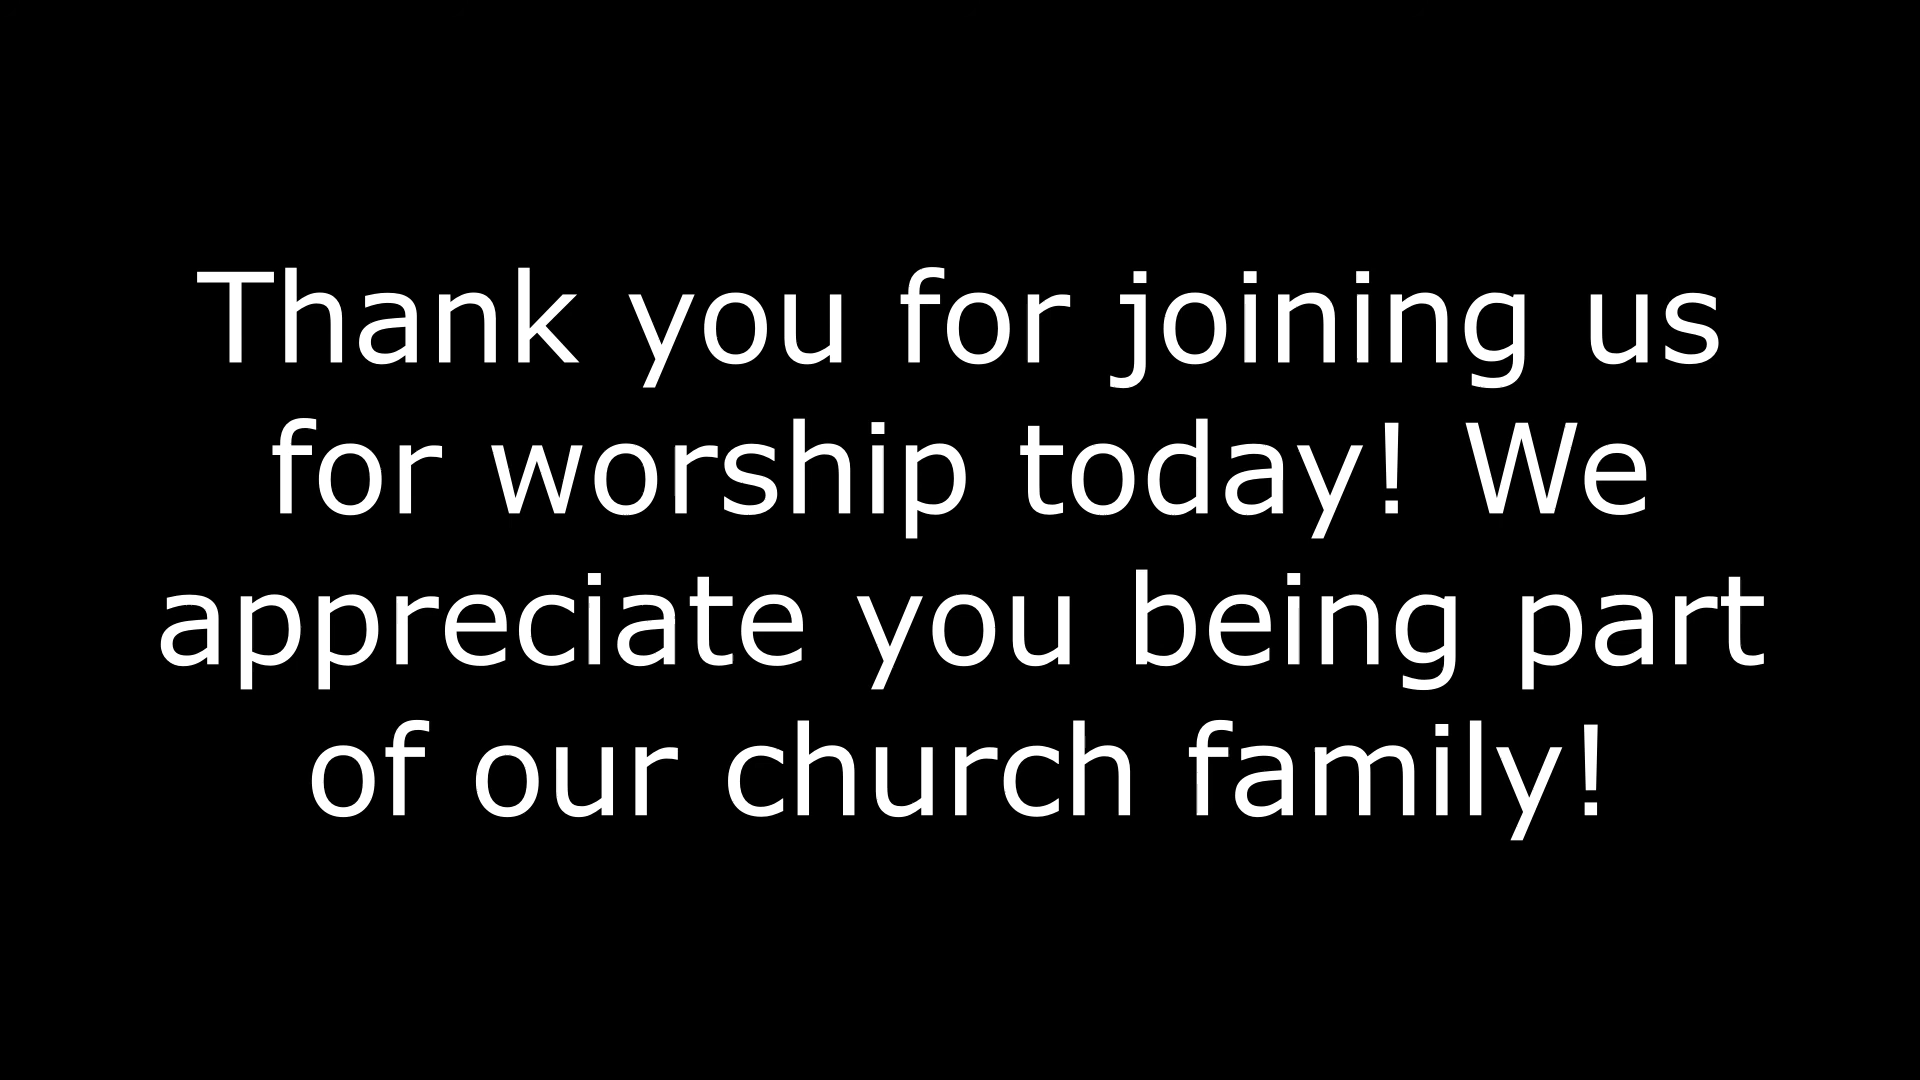 Thank you for joining us
for worship today! We
appreciate you being part
of our church family!